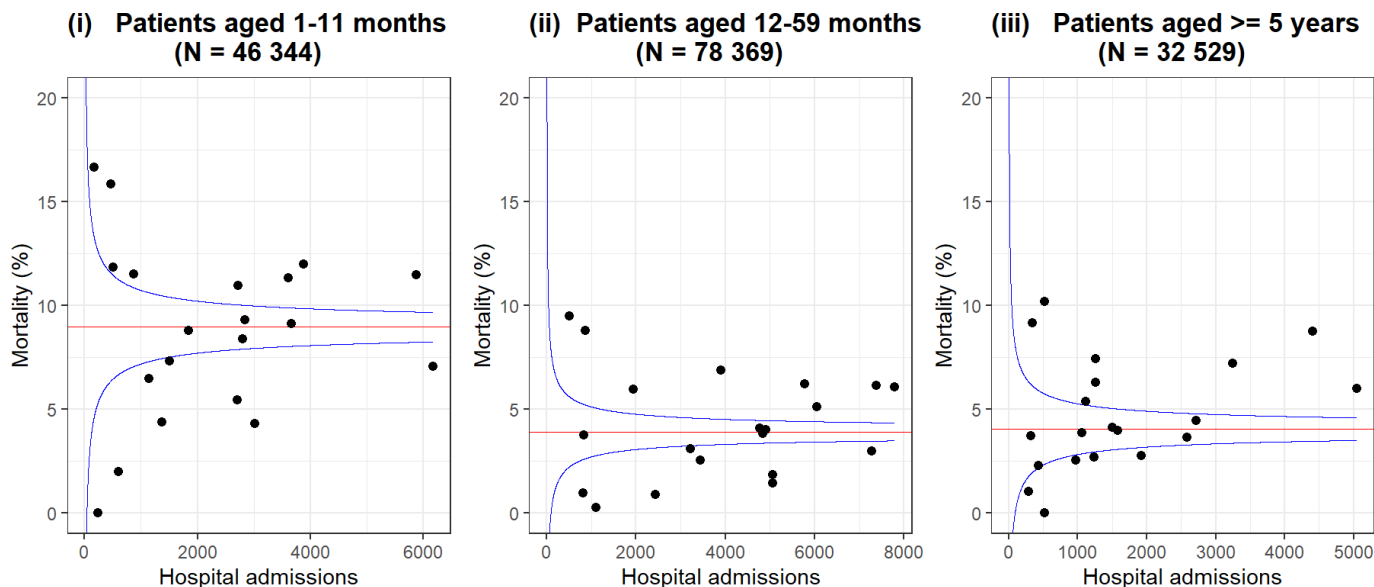 (i) Patients aged 1-11 months
(N = 46 344)
20
15
10
5
0
Mortality (%)
0 2000 4000 6000
Hospital admissions
(ii) Patients aged 12-59 months
(N = 78 369)
20
15
10
5
0
Mortality (%)
0 2000 4000 6000 8000
Hospital admissions
(iii) Patients aged >= 5 years
(N = 32 529)
20
15
10
5
0
Mortality (%)
0 1000 2000 3000 4000 5000
Hospital admissions